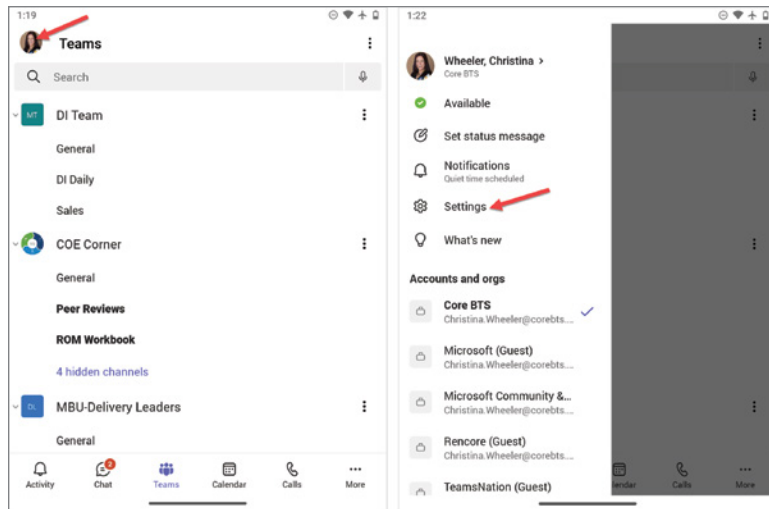 1:19
Teams
Search
MT
DI Team
General
DI Daily
Sales
COE Corner
General
Peer Reviews
ROM Workbook
4 hidden channels
DL
MBU-Delivery Leaders
General
2
Activity
Chat
Teams
Calendar
Calls
More
1:22
Wheeler, Christina >
Core BTS
Available
Set status message
Notifications
Quiet time scheduled
Settings
What's new
Accounts and orgs
Core BTS
Christina.Wheeler@corebts....
Microsoft (Guest)
Christina.Wheeler@corebts....
Microsoft Community &...
Christina.Wheeler@corebts....
Rencore (Guest)
Christina.Wheeler@corebts....
TeamsNation (Guest)
lendar
Calls
More